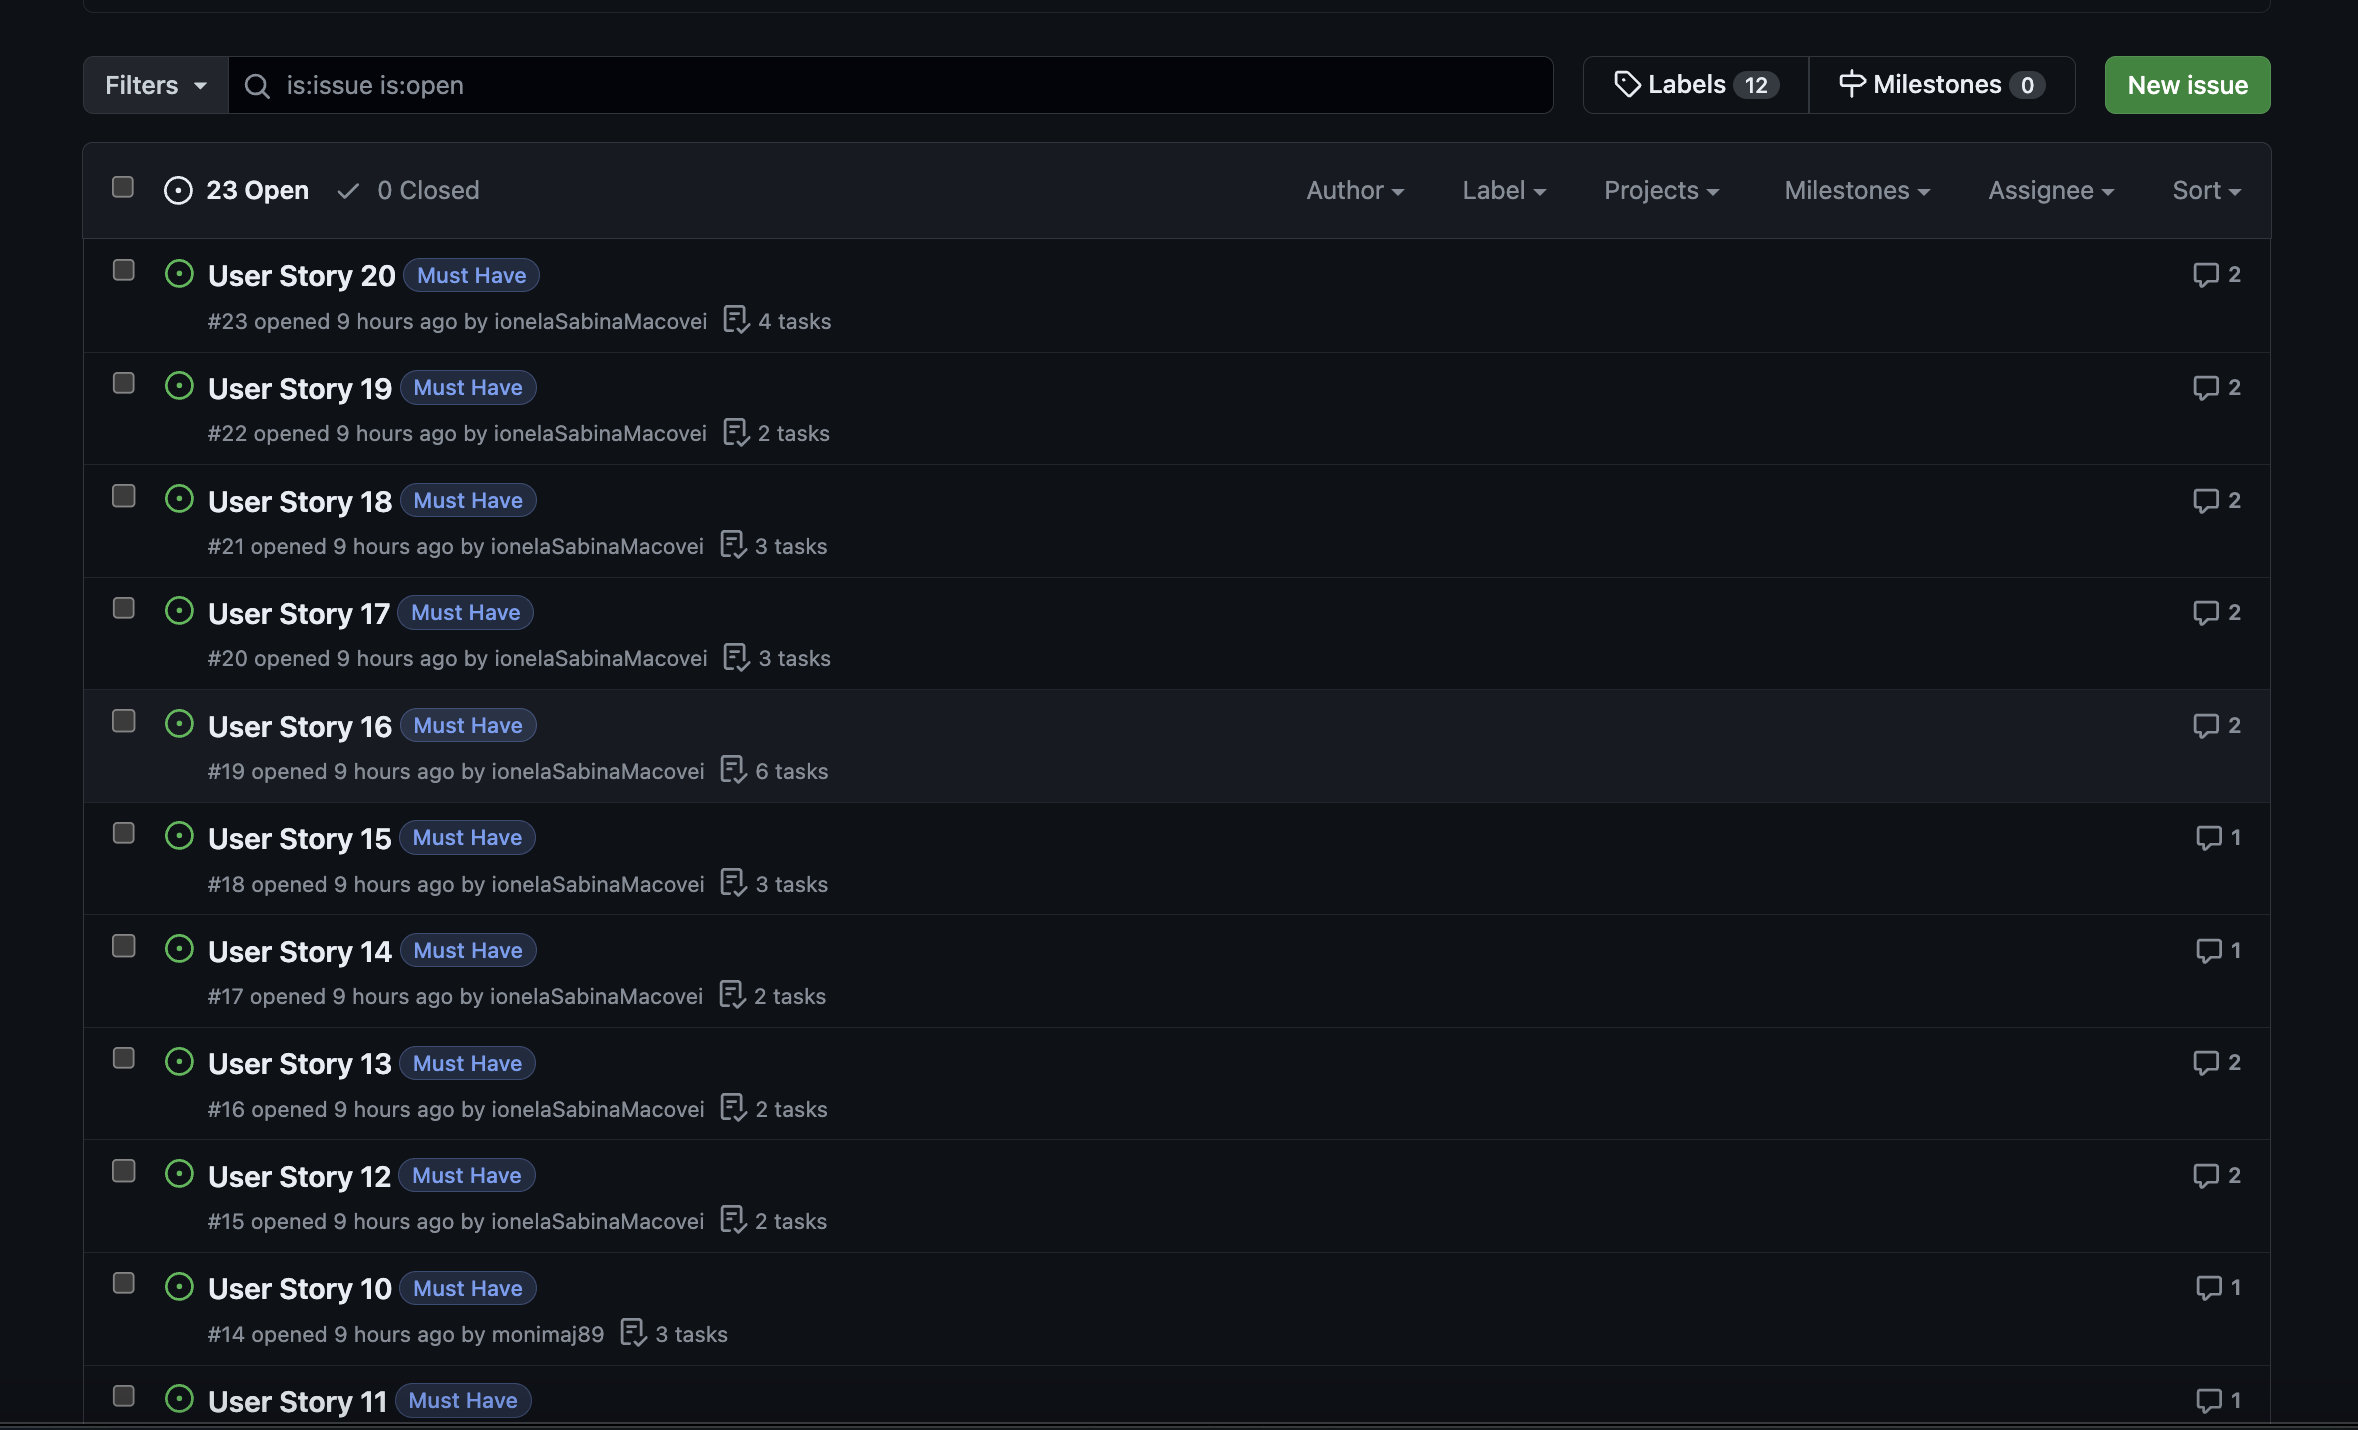 Filters is:issue is:open Labels 12 Milestones 0 New issue
23 Open 0 Closed Author Label Projects Milestones Assignee Sort
User Story 20 Must Have 2
#23 opened 9 hours ago by ionelaSabinaMacovei 4 tasks
User Story 19 Must Have 2
#22 opened 9 hours ago by ionelaSabinaMacovei 2 tasks
User Story 18 Must Have 2
#21 opened 9 hours ago by ionelaSabinaMacovei 3 tasks
User Story 17 Must Have 2
#20 opened 9 hours ago by ionelaSabinaMacovei 3 tasks
User Story 16 Must Have 2
#19 opened 9 hours ago by ionelaSabinaMacovei 6 tasks
User Story 15 Must Have 1
#18 opened 9 hours ago by ionelaSabinaMacovei 3 tasks
User Story 14 Must Have 1
#17 opened 9 hours ago by ionelaSabinaMacovei 2 tasks
User Story 13 Must Have 2
#16 opened 9 hours ago by ionelaSabinaMacovei 2 tasks
User Story 12 Must Have 2
#15 opened 9 hours ago by ionelaSabinaMacovei 2 tasks
User Story 10 Must Have 1
#14 opened 9 hours ago by monimaj89 3 tasks
User Story 11 Must Have 1